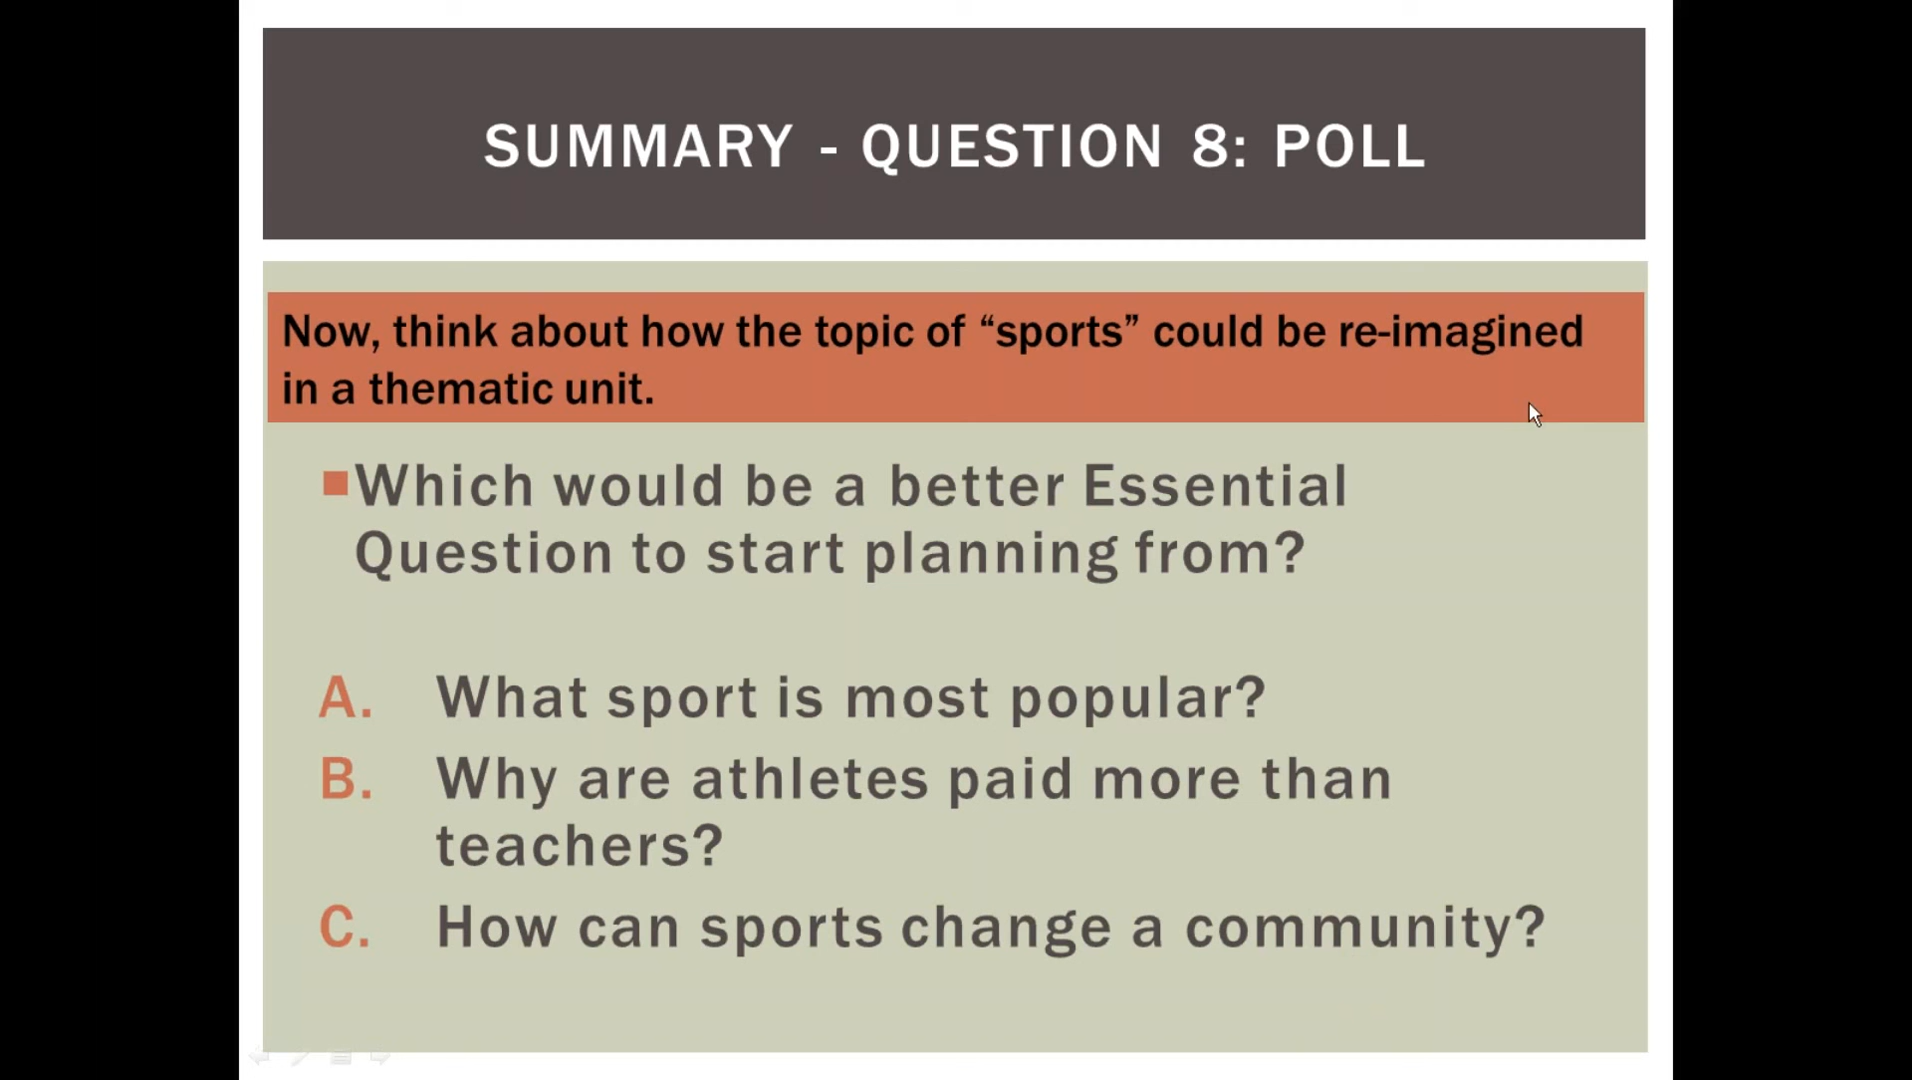 SUMMARY - QUESTION 8: POLL
Now, think about how the topic of “sports” could be re-imagined
in a thematic unit.
Which would be a better Essential
Question to start planning from?
A. What sport is most popular?
B. Why are athletes paid more than
teachers?
C. How can sports change a community?